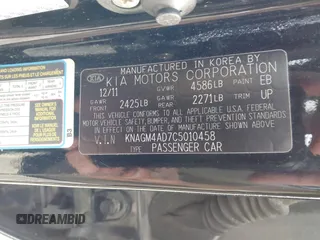 MANUFACTURED IN KOREA BY
KIA KIA MOTORS CORPORATION
12/11 GVWR 4586LB PAINT EB
GAWR FRONT 2425LB GAWR REAR 2271LB TRIM UP
THIS VEHICLE CONFORMS TO ALL APPLICABLE U.S. FEDERAL
MOTOR VEHICLE SAFETY, BUMPER, AND THEFT PREVENTION STANDARDS
IN EFFECT ON THE DATE OF MANUFACTURE SHOWN ABOVE.
V.I.N KNAGM4AD7C5010458
TYPE PASSENGER CAR
B3
DREAMBID